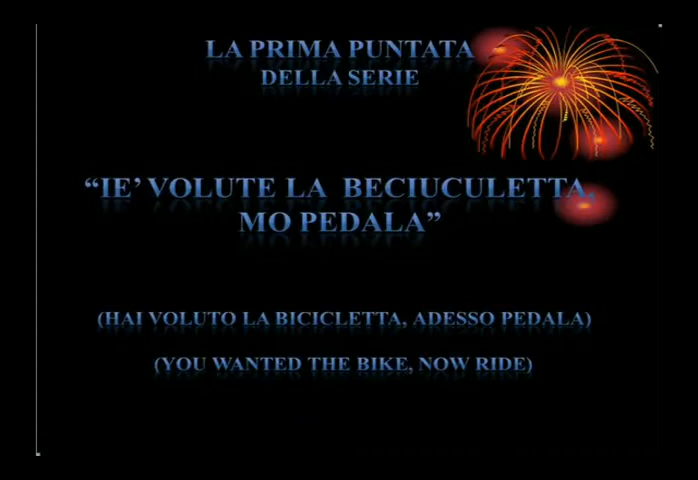 LA PRIMA PUNTATA
DELLA SERIE
“IE’ VOLUTE LA BECIUCULETTA,
MO PEDALA”
(HAI VOLUTO LA BICICLETTA, ADESSO PEDALA)
(YOU WANTED THE BIKE, NOW RIDE)